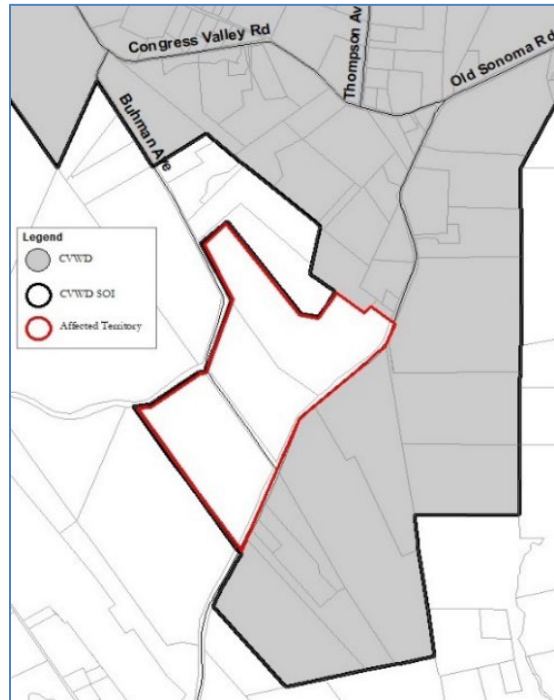 Congress Valley Rd
Thompson Av
Old Sonoma Rd
Buhman Ave
Legend
CVWD
CVWD SOI
Affected Territory